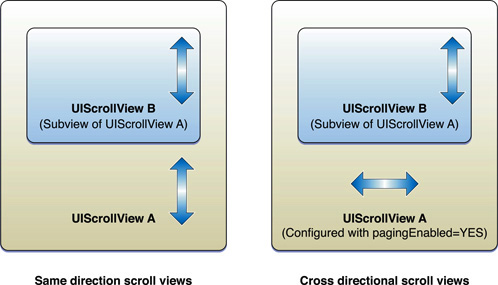 UIScrollView B
(Subview of UIScrollView A)
UIScrollView A
Same direction scroll views
UIScrollView B
(Subview of UIScrollView A)
UIScrollView A
(Configured with pagingEnabled=YES)
Cross directional scroll views